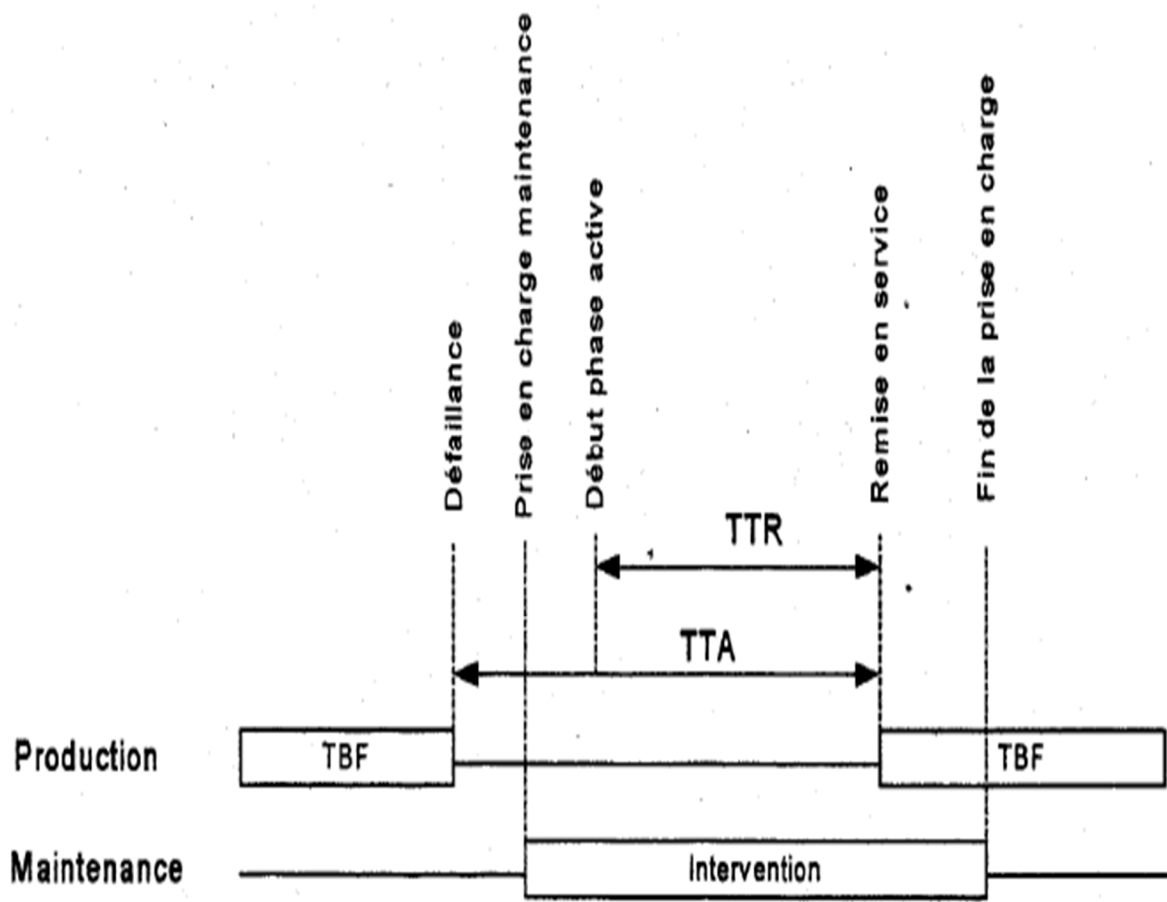 Défaillance
Prise en charge maintenance
Début phase active
Remise en service
Fin de la prise en charge
TTR
TTA
Production
TBF
TBF
Maintenance
Intervention